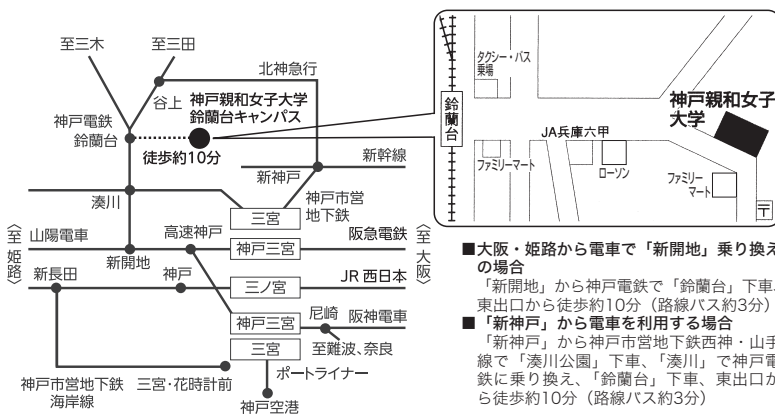 至三木
至三田
北神急行
谷上
神戸電鉄
鈴蘭台
神戸親和女子大学
鈴蘭台キャンパス
徒歩約10分
新幹線
新神戸
神戸市営
地下鉄
湊川
三宮
〈至 姫路〉
山陽電車
高速神戸
神戸三宮
阪急電鉄
〈至 大阪〉
新開地
新長田
神戸
三ノ宮
JR 西日本
神戸三宮
尼崎
阪神電車
至難波、奈良
三宮
ポートライナー
神戸市営地下鉄
海岸線
三宮・花時計前
神戸空港
タクシー・バス
乗場
鈴蘭台
神戸親和女子
大学
JA兵庫六甲
ファミリーマート
ローソン
ファミリー
マート
〒
■大阪・姫路から電車で「新開地」乗り換え
の場合
「新開地」から神戸電鉄で「鈴蘭台」下車、
東出口から徒歩約10分（路線バス約3分）
■「新神戸」から電車を利用する場合
「新神戸」から神戸市営地下鉄西神・山手
線で「湊川公園」下車、「湊川」で神戸電
鉄に乗り換え、「鈴蘭台」下車、東出口か
ら徒歩約10分（路線バス約3分）